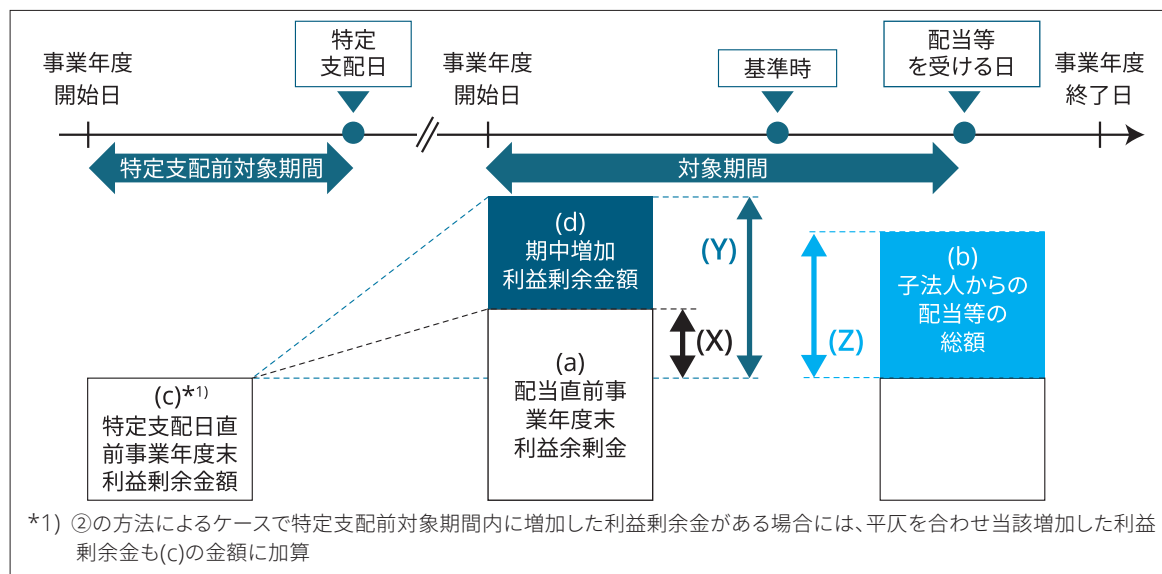 事業年度
開始日
特定
支配日
事業年度
開始日
基準時
配当等
を受ける日
事業年度
終了日
特定支配前対象期間
対象期間
(d)
期中増加
利益剰余金額
(Y)
(X)
(a)
配当直前事
業年度末
利益余剰金
(Z)
(b)
子法人からの
配当等の
総額
(c)*1)
特定支配日直
前事業年度末
利益剰余金額
*1) ②の方法によるケースで特定支配前対象期間内に増加した利益剰余金がある場合には、平仄を合わせ当該増加した利益
剰余金も(c)の金額に加算